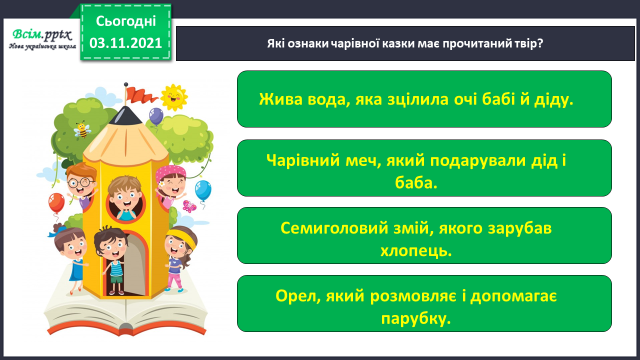 Всім.pptx
Нова українська школа
Сьогодні
03.11.2021
Які ознаки чарівної казки має прочитаний твір?
Жива вода, яка зцілила очі бабі й діду.
Чарівний меч, який подарували дід і
баба.
Семиголовий змій, якого зарубав
хлопець.
Орел, який розмовляє і допомагає
парубку.